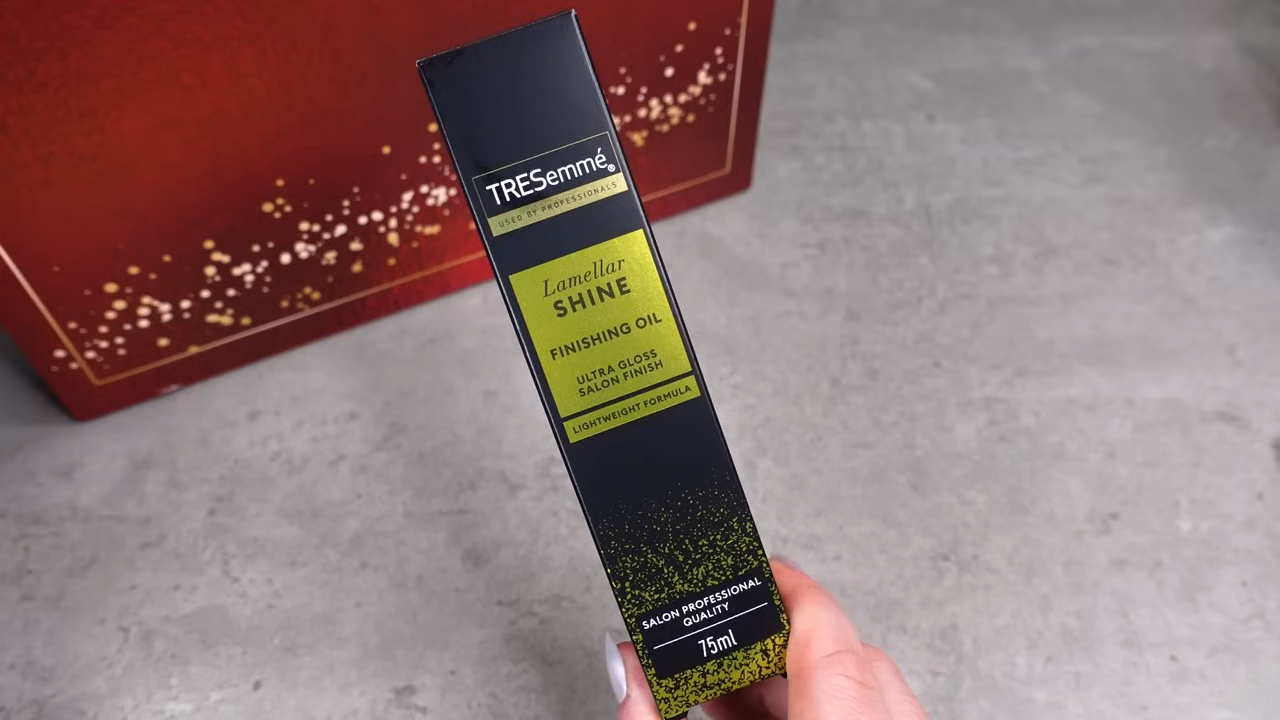 TRESemmé®
USED BY PROFESSIONALS
Lamellar
SHINE
FINISHING OIL
ULTRA GLOSS
SALON FINISH
LIGHTWEIGHT FORMULA
SALON PROFESSIONAL
QUALITY
75ml